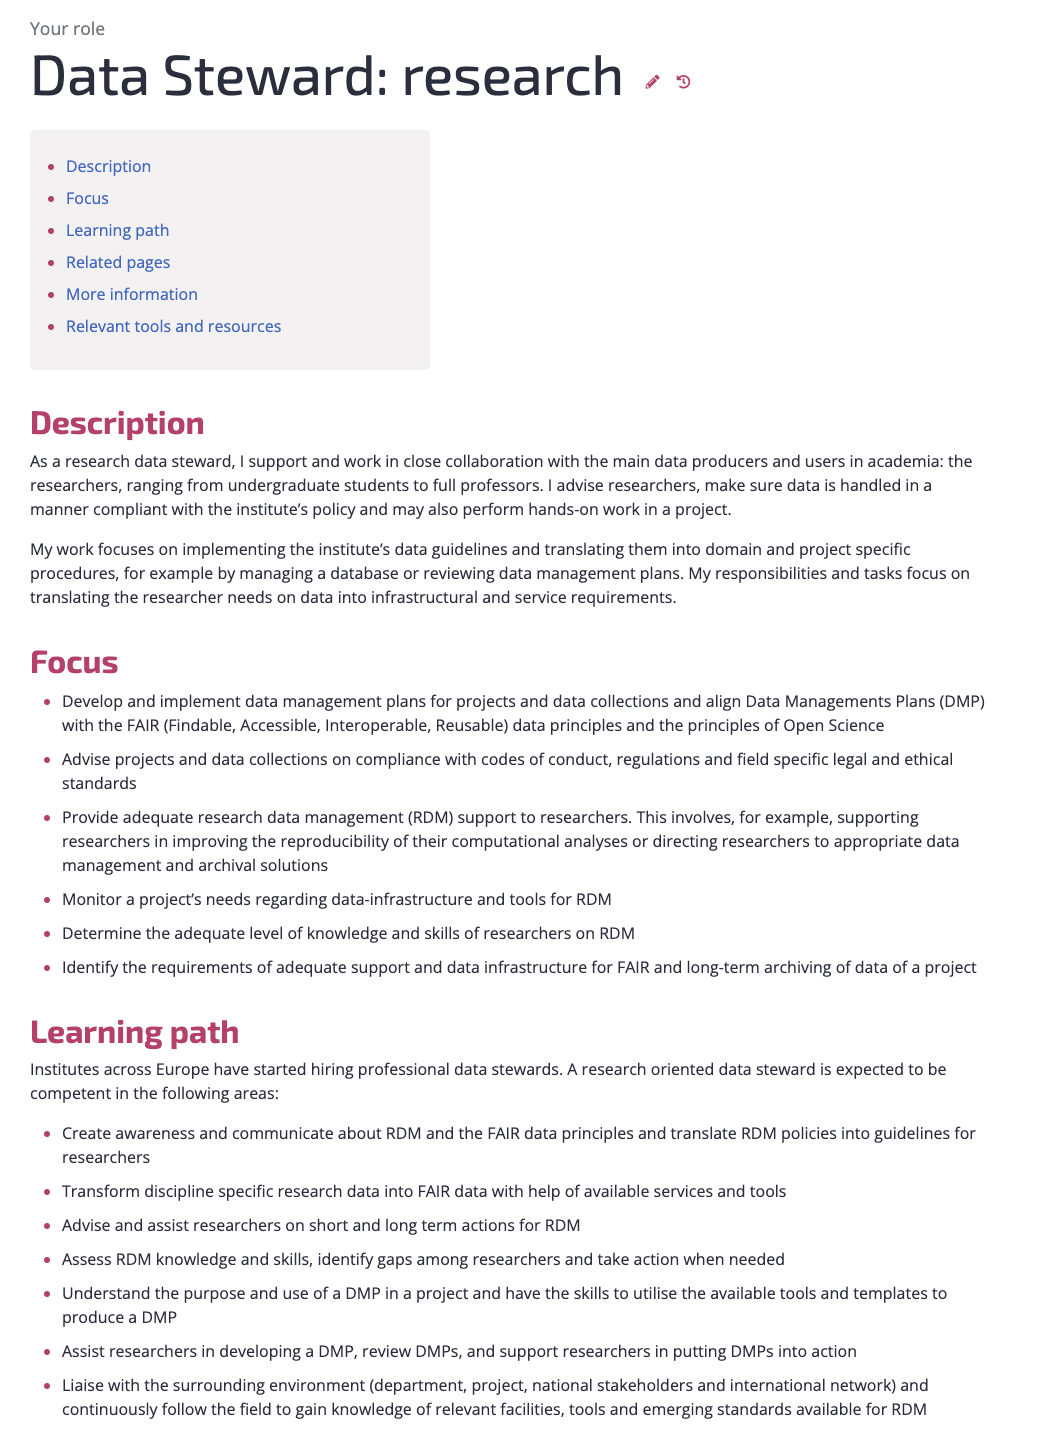 Your role
Data Steward: research
Description
Focus
Learning path
Related pages
More information
Relevant tools and resources
Description
As a research data steward, I support and work in close collaboration with the main data producers and users in academia: the
researchers, ranging from undergraduate students to full professors. I advise researchers, make sure data is handled in a
manner compliant with the institute’s policy and may also perform hands-on work in a project.
My work focuses on implementing the institute’s data guidelines and translating them into domain and project specific
procedures, for example by managing a database or reviewing data management plans. My responsibilities and tasks focus on
translating the researcher needs on data into infrastructural and service requirements.
Focus
Develop and implement data management plans for projects and data collections and align Data Managements Plans (DMP)
with the FAIR (Findable, Accessible, Interoperable, Reusable) data principles and the principles of Open Science
Advise projects and data collections on compliance with codes of conduct, regulations and field specific legal and ethical
standards
Provide adequate research data management (RDM) support to researchers. This involves, for example, supporting
researchers in improving the reproducibility of their computational analyses or directing researchers to appropriate data
management and archival solutions
Monitor a project’s needs regarding data-infrastructure and tools for RDM
Determine the adequate level of knowledge and skills of researchers on RDM
Identify the requirements of adequate support and data infrastructure for FAIR and long-term archiving of data of a project
Learning path
Institutes across Europe have started hiring professional data stewards. A research oriented data steward is expected to be
competent in the following areas:
Create awareness and communicate about RDM and the FAIR data principles and translate RDM policies into guidelines for
researchers
Transform discipline specific research data into FAIR data with help of available services and tools
Advise and assist researchers on short and long term actions for RDM
Assess RDM knowledge and skills, identify gaps among researchers and take action when needed
Understand the purpose and use of a DMP in a project and have the skills to utilise the available tools and templates to
produce a DMP
Assist researchers in developing a DMP, review DMPs, and support researchers in putting DMPs into action
Liaise with the surrounding environment (department, project, national stakeholders and international network) and
continuously follow the field to gain knowledge of relevant facilities, tools and emerging standards available for RDM